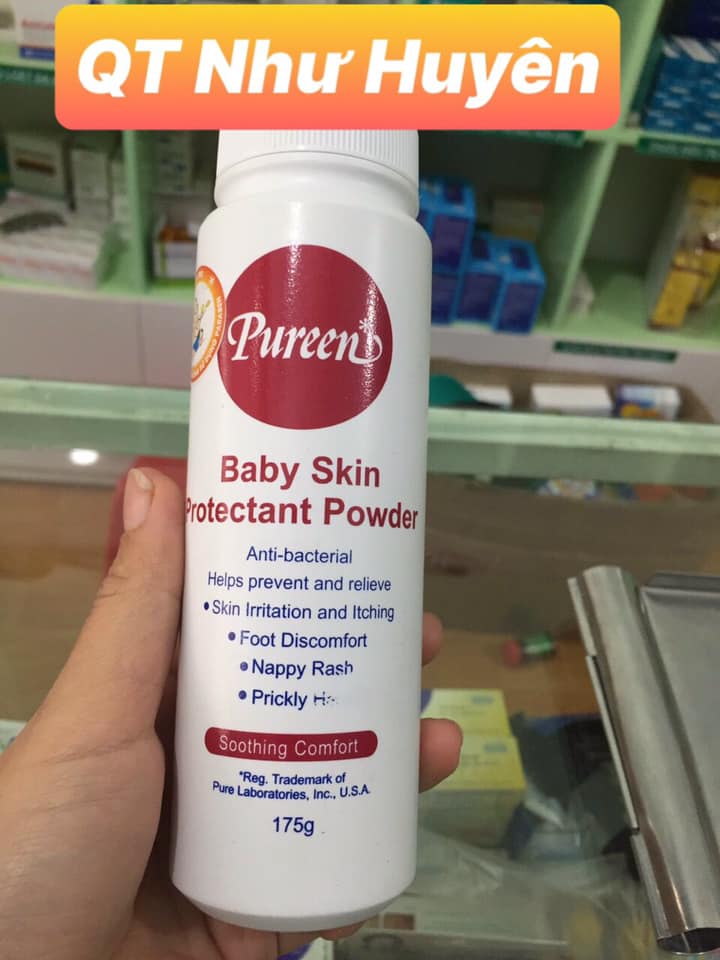 QT Như Huyên
Pureen*
Baby Skin
Protectant Powder
Anti-bacterial
Helps prevent and relieve
• Skin Irritation and Itching
• Foot Discomfort
• Nappy Rash
• Prickly
Soothing Comfort
*Reg. Trademark of
Pure Laboratories, Inc., U.S.A.
175g